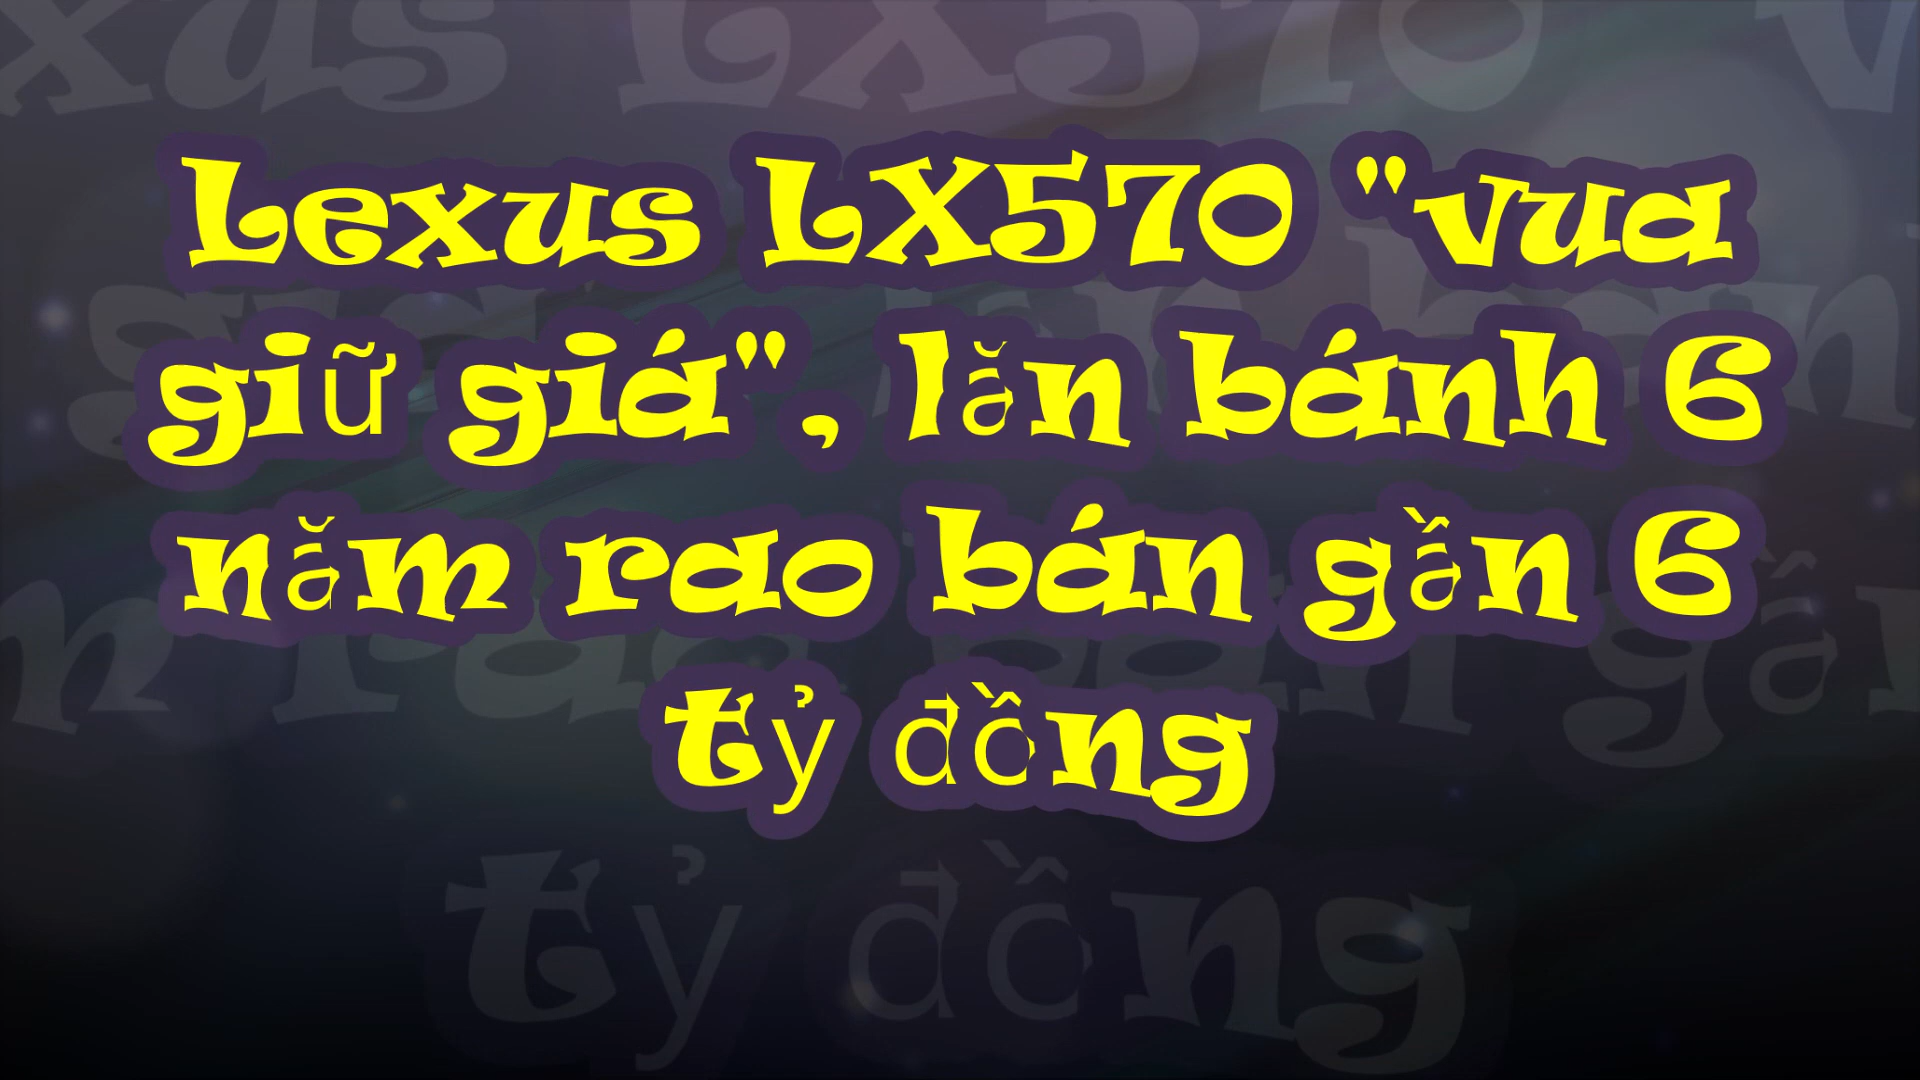 Lexus LX570 "vua
giữ giá", lăn bánh 6
năm rao bán gần 6
tỷ đồng